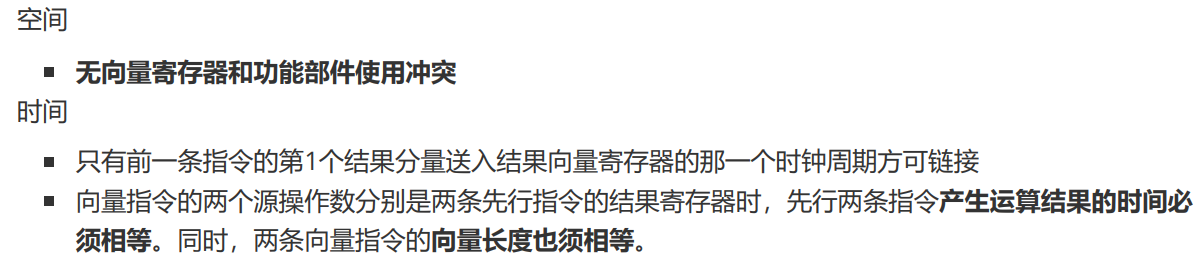 空间
▪ 无向量寄存器和功能部件使用冲突
时间
▪ 只有前一条指令的第1个结果分量送入结果向量寄存器的那一个时钟周期方可链接
▪ 向量指令的两个源操作数分别是两条先行指令的结果寄存器时，先行两条指令产生运算结果的时间必
须相等。同时，两条向量指令的向量长度也须相等。